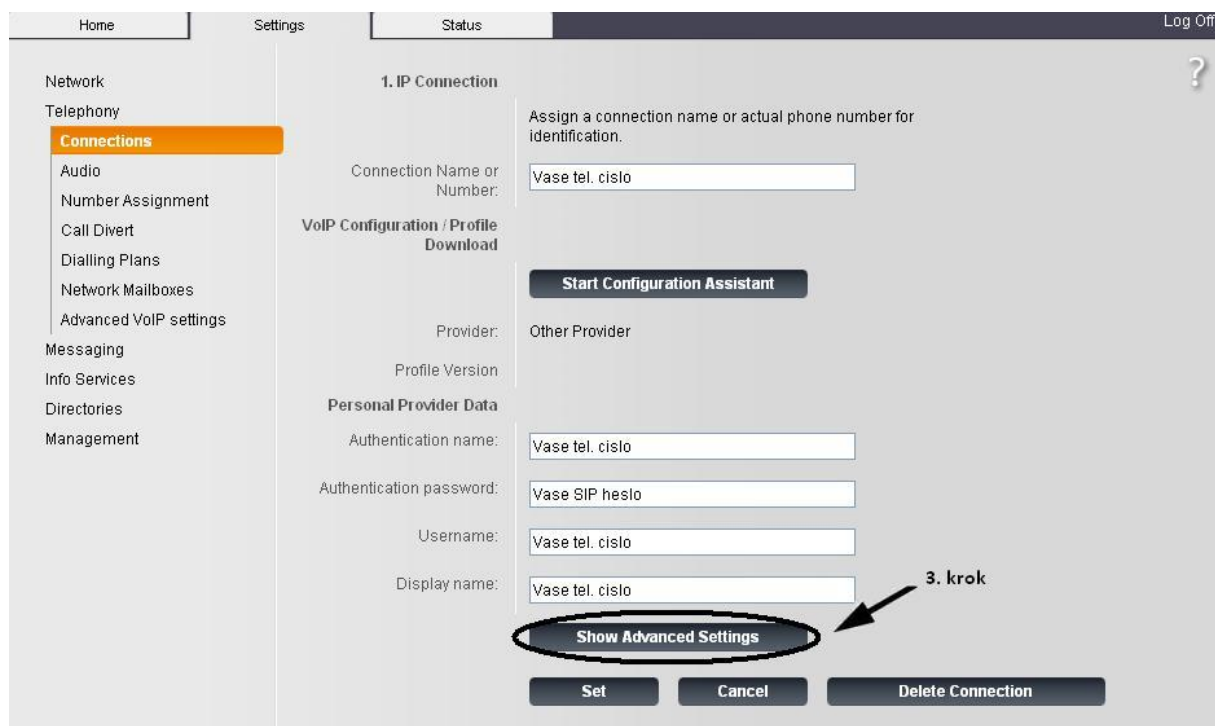 Home
Settings
Status
Log Off
?
Network
Telephony
Connections
Audio
Number Assignment
Call Divert
Dialling Plans
Network Mailboxes
Advanced VoIP settings
Messaging
Info Services
Directories
Management
1. IP Connection
Assign a connection name or actual phone number for
identification.
Connection Name or
Number:
Vase tel. cislo
VoIP Configuration / Profile
Download
Start Configuration Assistant
Provider:
Other Provider
Profile Version
Personal Provider Data
Authentication name:
Vase tel. cislo
Authentication password:
Vase SIP heslo
Username:
Vase tel. cislo
Display name:
Vase tel. cislo
3. krok
Show Advanced Settings
Set
Cancel
Delete Connection